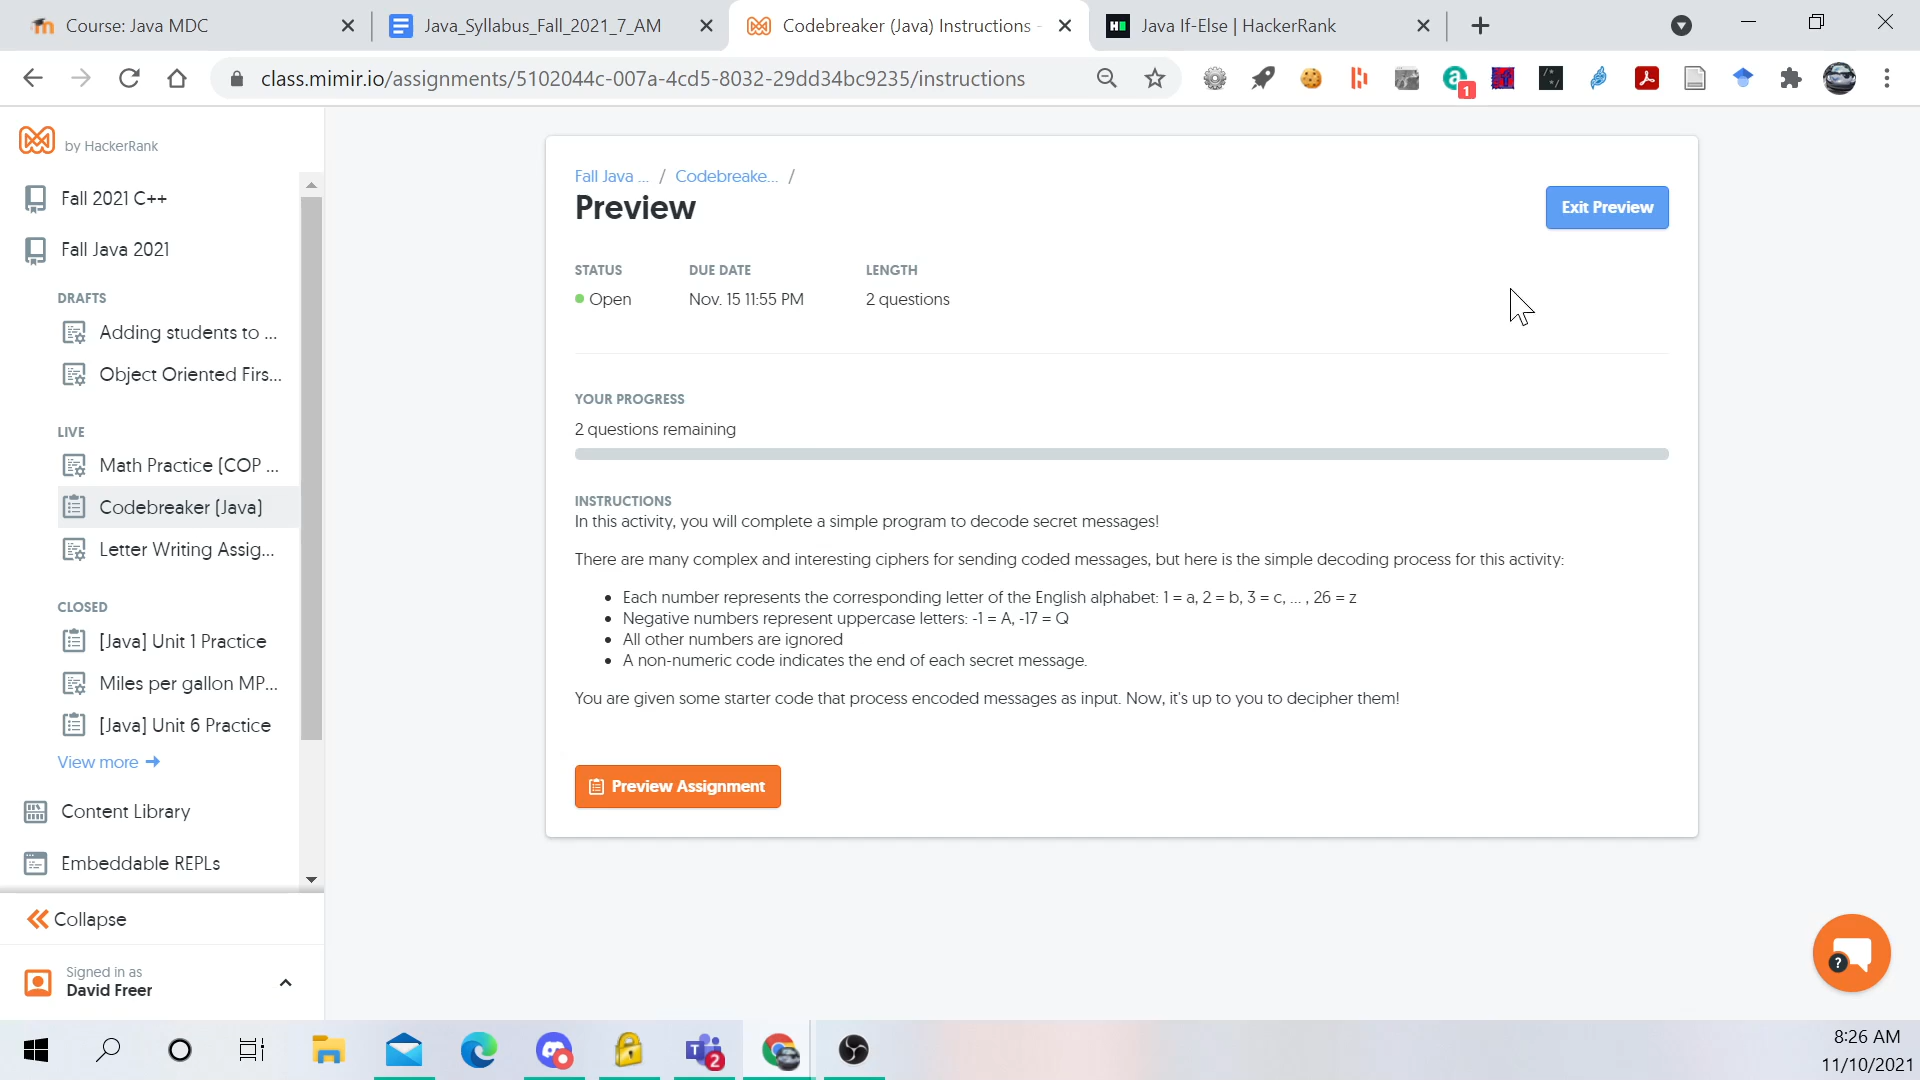 Course: Java MDC
Java_Syllabus_Fall_2021_7_AM
Codebreaker (Java) Instructions -
Java If-Else | HackerRank
class.mimir.io/assignments/5102044c-007a-4cd5-8032-29dd34bc9235/instructions
1
by HackerRank
Fall 2021 C++
Fall Java 2021
DRAFTS
Adding students to ...
Object Oriented Firs...
LIVE
Math Practice (COP ...
Codebreaker (Java)
Letter Writing Assig...
CLOSED
[Java] Unit 1 Practice
Miles per gallon MP...
[Java] Unit 6 Practice
View more
Content Library
Embeddable REPLs
Collapse
Signed in as
David Freer
Fall Java ... / Codebreake... /
Preview
Exit Preview
STATUS
DUE DATE
LENGTH
Open
Nov. 15 11:55 PM
2 questions
YOUR PROGRESS
2 questions remaining
INSTRUCTIONS
In this activity, you will complete a simple program to decode secret messages!
There are many complex and interesting ciphers for sending coded messages, but here is the simple decoding process for this activity:
• Each number represents the corresponding letter of the English alphabet: 1 = a, 2 = b, 3 = c, ... , 26 = z
• Negative numbers represent uppercase letters: -1 = A, -17 = Q
• All other numbers are ignored
• A non-numeric code indicates the end of each secret message.
You are given some starter code that process encoded messages as input. Now, it's up to you to decipher them!
Preview Assignment
?
2
8:26 AM
11/10/2021